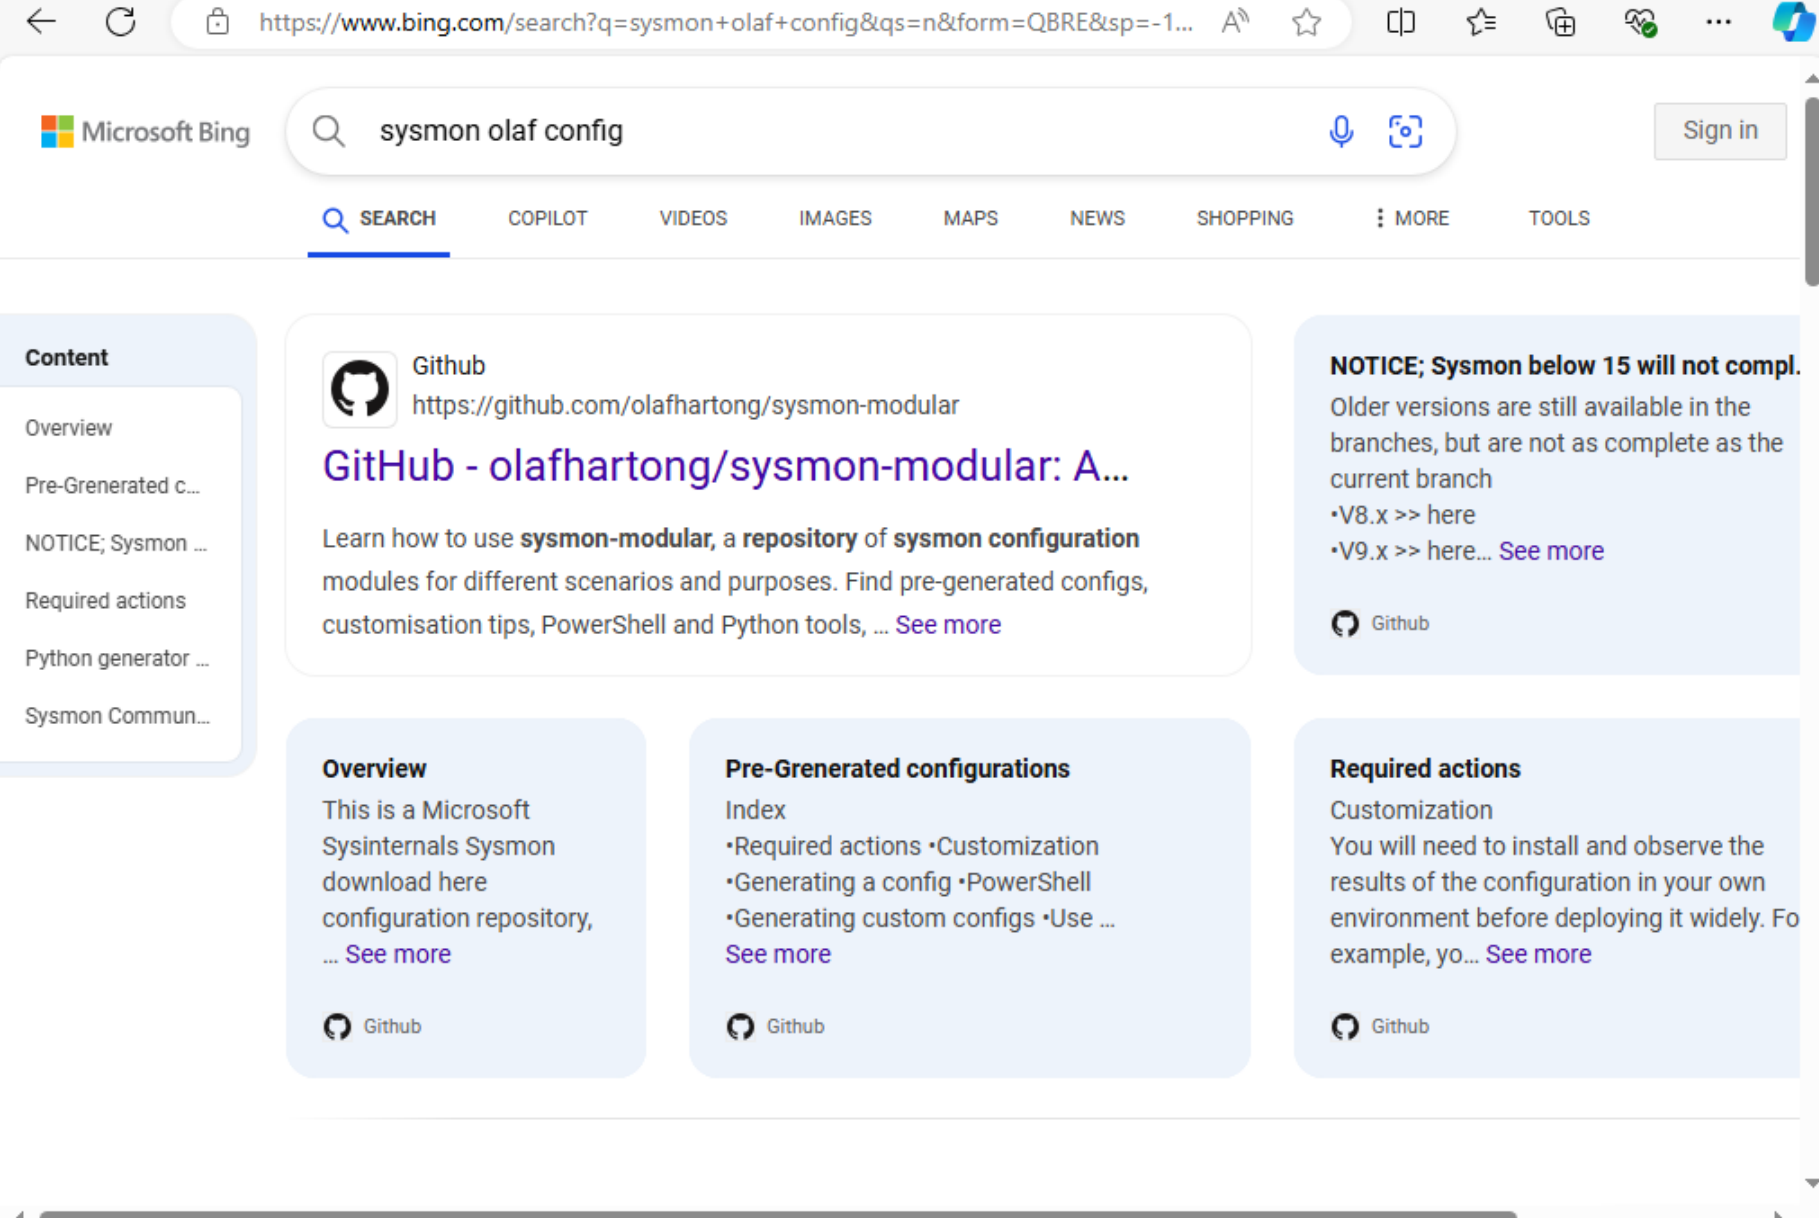 https://www.bing.com/search?q=sysmon+olaf+config&qs=n&form=QBRE&sp=-1...
Microsoft Bing
sysmon olaf config
Sign in
SEARCH
COPILOT
VIDEOS
IMAGES
MAPS
NEWS
SHOPPING
MORE
TOOLS
Content
Overview
Pre-Grenerated c...
NOTICE; Sysmon ...
Required actions
Python generator ...
Sysmon Commun...
Github
https://github.com/olafhartong/sysmon-modular
GitHub - olafhartong/sysmon-modular: A...
Learn how to use sysmon-modular, a repository of sysmon configuration
modules for different scenarios and purposes. Find pre-generated configs,
customisation tips, PowerShell and Python tools, ... See more
NOTICE; Sysmon below 15 will not compl.
Older versions are still available in the
branches, but are not as complete as the
current branch
•V8.x >> here
•V9.x >> here... See more
Github
Overview
This is a Microsoft
Sysinternals Sysmon
download here
configuration repository,
... See more
Github
Pre-Grenerated configurations
Index
•Required actions •Customization
•Generating a config •PowerShell
•Generating custom configs •Use ...
See more
Github
Required actions
Customization
You will need to install and observe the
results of the configuration in your own
environment before deploying it widely. Fo
example, yo... See more
Github